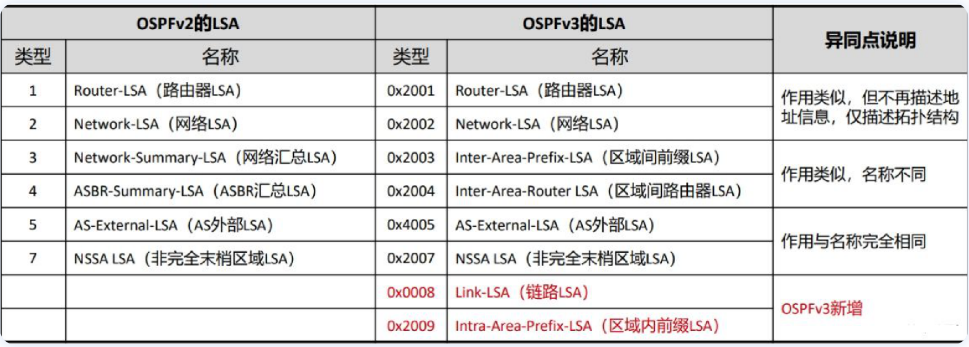 OSPFv2的LSA OSPFv3的LSA 异同点说明
类型 名称 类型 名称
1 Router-LSA（路由器LSA） 0x2001 Router-LSA（路由器LSA） 作用类似，但不再描述地
址信息，仅描述拓扑结构
2 Network-LSA（网络LSA） 0x2002 Network-LSA（网络LSA）
3 Network-Summary-LSA（网络汇总LSA） 0x2003 Inter-Area-Prefix-LSA（区域间前缀LSA） 作用类似，名称不同
4 ASBR-Summary-LSA（ASBR汇总LSA） 0x2004 Inter-Area-Router LSA（区域间路由器LSA）
5 AS-External-LSA（AS外部LSA） 0x4005 AS-External-LSA（AS外部LSA） 作用与名称完全相同
7 NSSA LSA（非完全末梢区域LSA） 0x2007 NSSA LSA（非完全末梢区域LSA）
0x0008 Link-LSA（链路LSA） OSPFv3新增
0x2009 Intra-Area-Prefix-LSA（区域内前缀LSA）